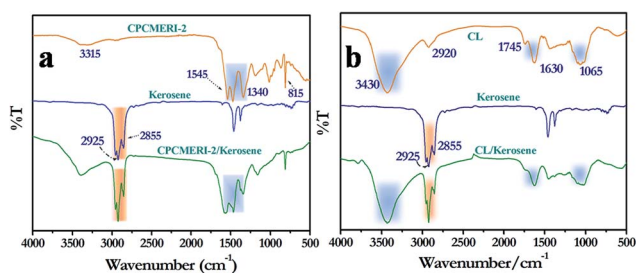 a
CPCMERI-2
3315
1545
1340
815
Kerosene
2925
2855
CPCMERI-2/Kerosene
%T
4000 3500 3000 2500 2000 1500 1000 500
Wavenumber (cm-1)
b
CL
3430
2920
1745
1630
1065
Kerosene
2925
2855
CL/Kerosene
%T
4000 3500 3000 2500 2000 1500 1000 500
Wavenumber/cm-1